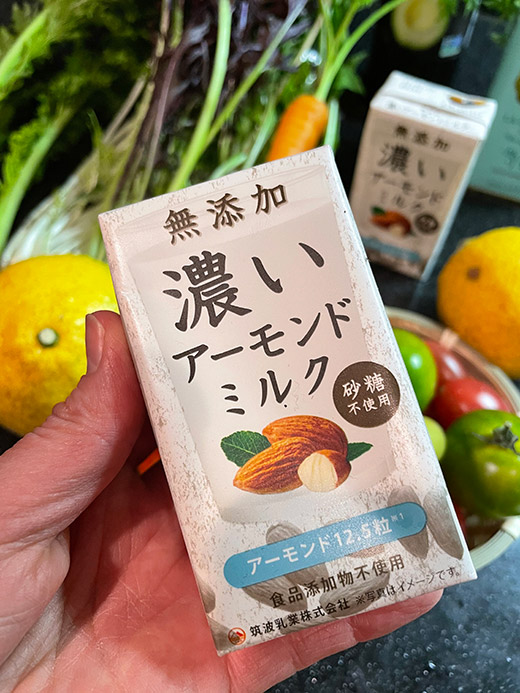 無添加
濃い
アーモンド
ミルク
砂糖
不使用
アーモンド12.5粒※1
食品添加物不使用
筑波乳業株式会社 ※写真はイメージです。
無添加
濃い
アーモンド
ミルク